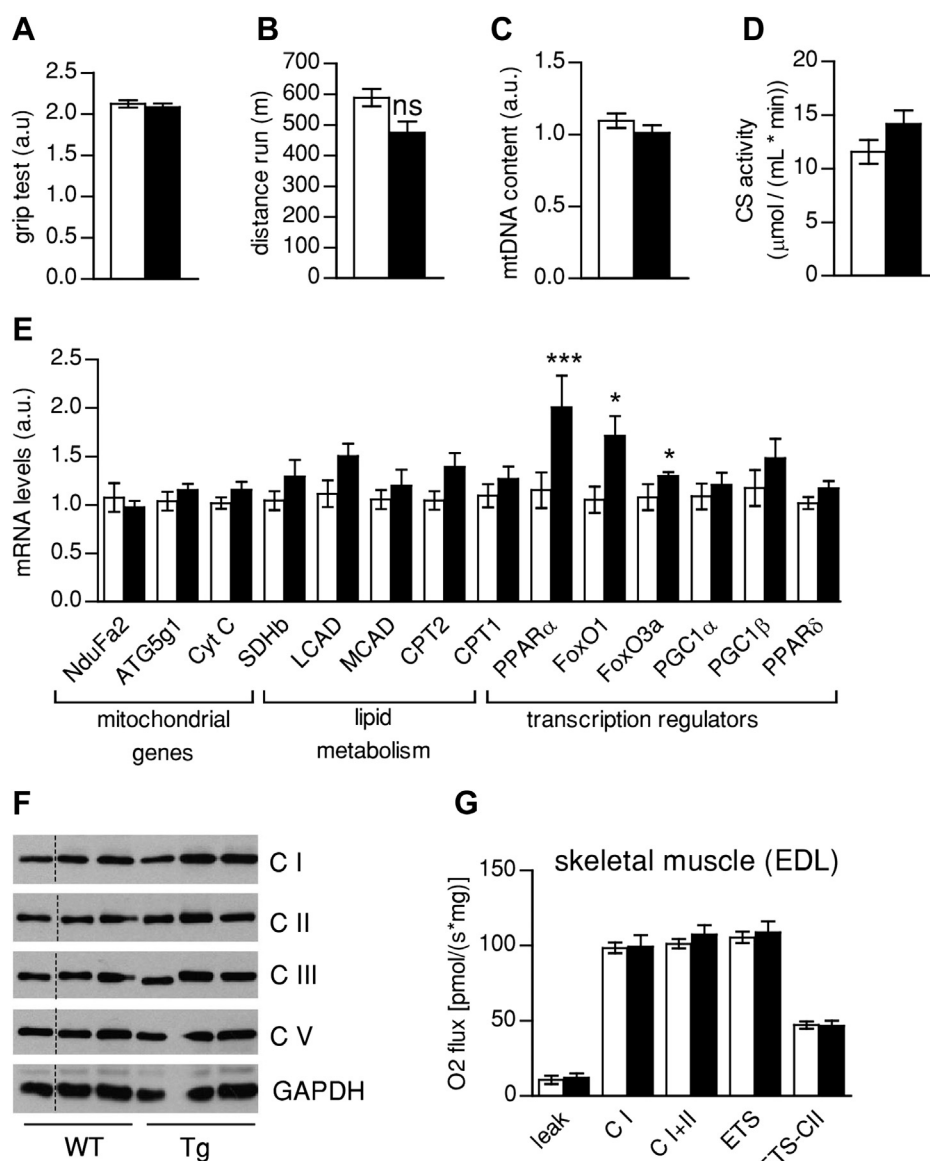 A
grip test (a.u)
2.5
2.0
1.5
1.0
0.5
0.0
B
distance run (m)
700
600
500
400
300
200
100
0
ns
C
mtDNA content (a.u.)
1.5
1.0
0.5
0.0
D
CS activity
(μmol / (mL * min))
20
15
10
5
0
E
mRNA levels (a.u.)
2.5
2.0
1.5
1.0
0.5
0.0
*** * *
NduFa2 ATG5g1 Cyt C SDHb LCAD MCAD CPT2 CPT1 PPARα FoxO1 FoxO3a PGC1α PGC1β PPARδ
mitochondrial genes
lipid metabolism
transcription regulators
F
C I
C II
C III
C V
GAPDH
WT Tg
G
skeletal muscle (EDL)
O2 flux [pmol/(s*mg)]
150
100
50
0
leak C I C I+II ETS ETS-CII